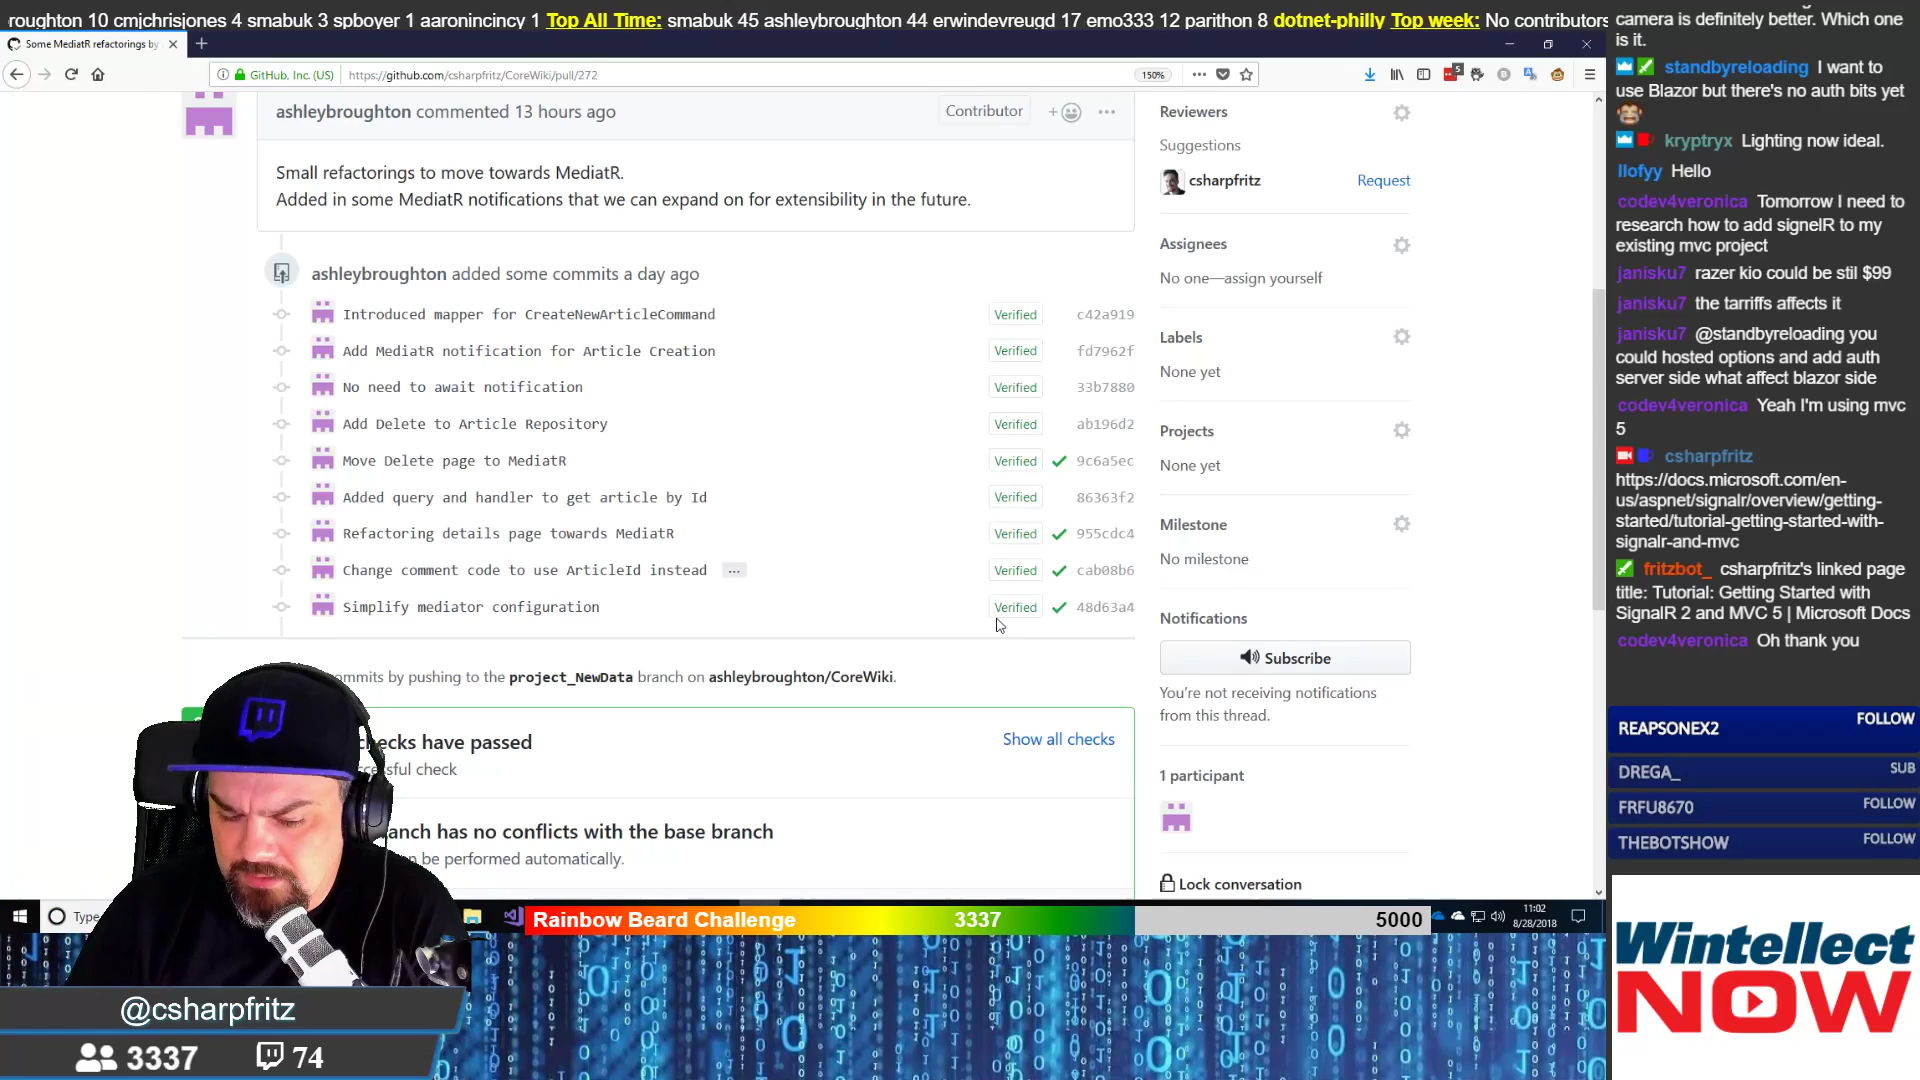 roughton 10 cmjchrisjones 4 smabuk 3 spboyer 1 aaronincincy 1 Top All Time: smabuk 45 ashleybroughton 44 erwindevreugd 17 emo333 12 parithon 8 dotnet-philly Top week: No contributors
Some MediatR refactorings by
GitHub, Inc. (US)
https://github.com/csharpfritz/CoreWiki/pull/272
150%
5
ashleybroughton commented 13 hours ago
Contributor
Small refactorings to move towards MediatR.
Added in some MediatR notifications that we can expand on for extensibility in the future.
ashleybroughton added some commits a day ago
Introduced mapper for CreateNewArticleCommand Verified c42a919
Add MediatR notification for Article Creation Verified fd7962f
No need to await notification Verified 33b7880
Add Delete to Article Repository Verified ab196d2
Move Delete page to MediatR Verified 9c6a5ec
Added query and handler to get article by Id Verified 86363f2
Refactoring details page towards MediatR Verified 955cdc4
Change comment code to use ArticleId instead ... Verified cab08b6
Simplify mediator configuration Verified 48d63a4
ommits by pushing to the project_NewData branch on ashleybroughton/CoreWiki.
checks have passed
Show all checks
ccessful check
anch has no conflicts with the base branch
n be performed automatically.
Reviewers
Suggestions
csharpfritz
Request
Assignees
No one—assign yourself
Labels
None yet
Projects
None yet
Milestone
No milestone
Notifications
Subscribe
You're not receiving notifications
from this thread.
1 participant
Lock conversation
camera is definitely better. Which one
is it.
standbyreloading I want to
use Blazor but there's no auth bits yet
kryptryx Lighting now ideal.
llofyy Hello
codev4veronica Tomorrow I need to
research how to add signelR to my
existing mvc project
janisku7 razer kio could be stil $99
janisku7 the tarriffs affects it
janisku7 @standbyreloading you
could hosted options and add auth
server side what affect blazor side
codev4veronica Yeah I'm using mvc
5
csharpfritz
https://docs.microsoft.com/en-
us/aspnet/signalr/overview/getting-
started/tutorial-getting-started-with-
signalr-and-mvc
fritzbot_ csharpfritz's linked page
title: Tutorial: Getting Started with
SignalR 2 and MVC 5 | Microsoft Docs
codev4veronica Oh thank you
REAPSONEX2 FOLLOW
DREGA_ SUB
FRFU8670 FOLLOW
THEBOTSHOW FOLLOW
Type
Rainbow Beard Challenge 3337 5000
11:02
8/28/2018
@csharpfritz
3337 74
Wintellect
NOW